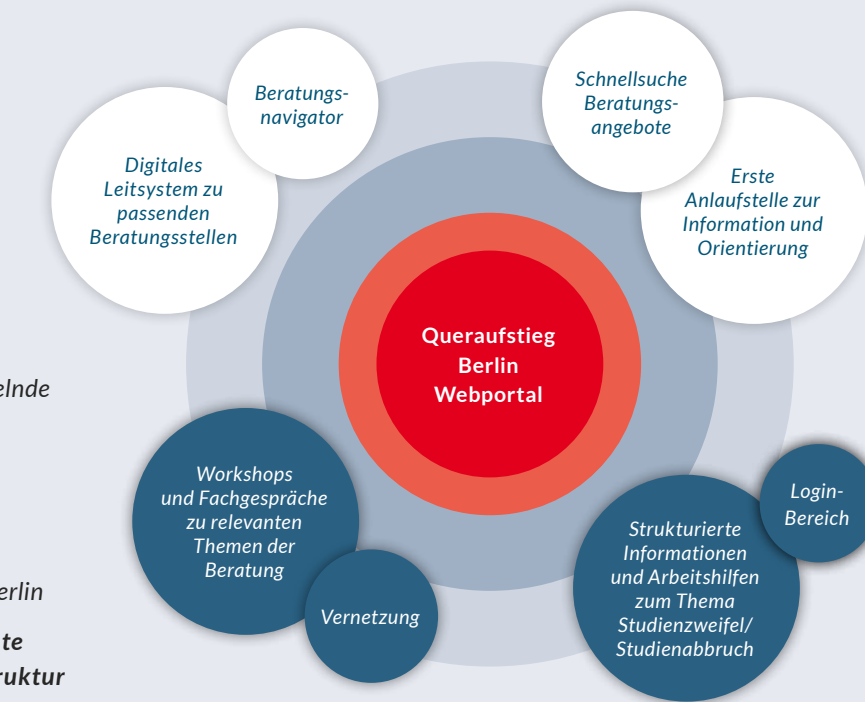 Beratungs-
navigator
Digitales
Leitsystem zu
passenden
Beratungsstellen
Schnellsuche
Beratungs-
angebote
Erste
Anlaufstelle zur
Information und
Orientierung
Queraufstieg
Berlin
Webportal
Workshops
und Fachgespräche
zu relevanten
Themen der
Beratung
Vernetzung
Login-
Bereich
Strukturierte
Informationen
und Arbeitshilfen
zum Thema
Studienzweifel/
Studienabbruch